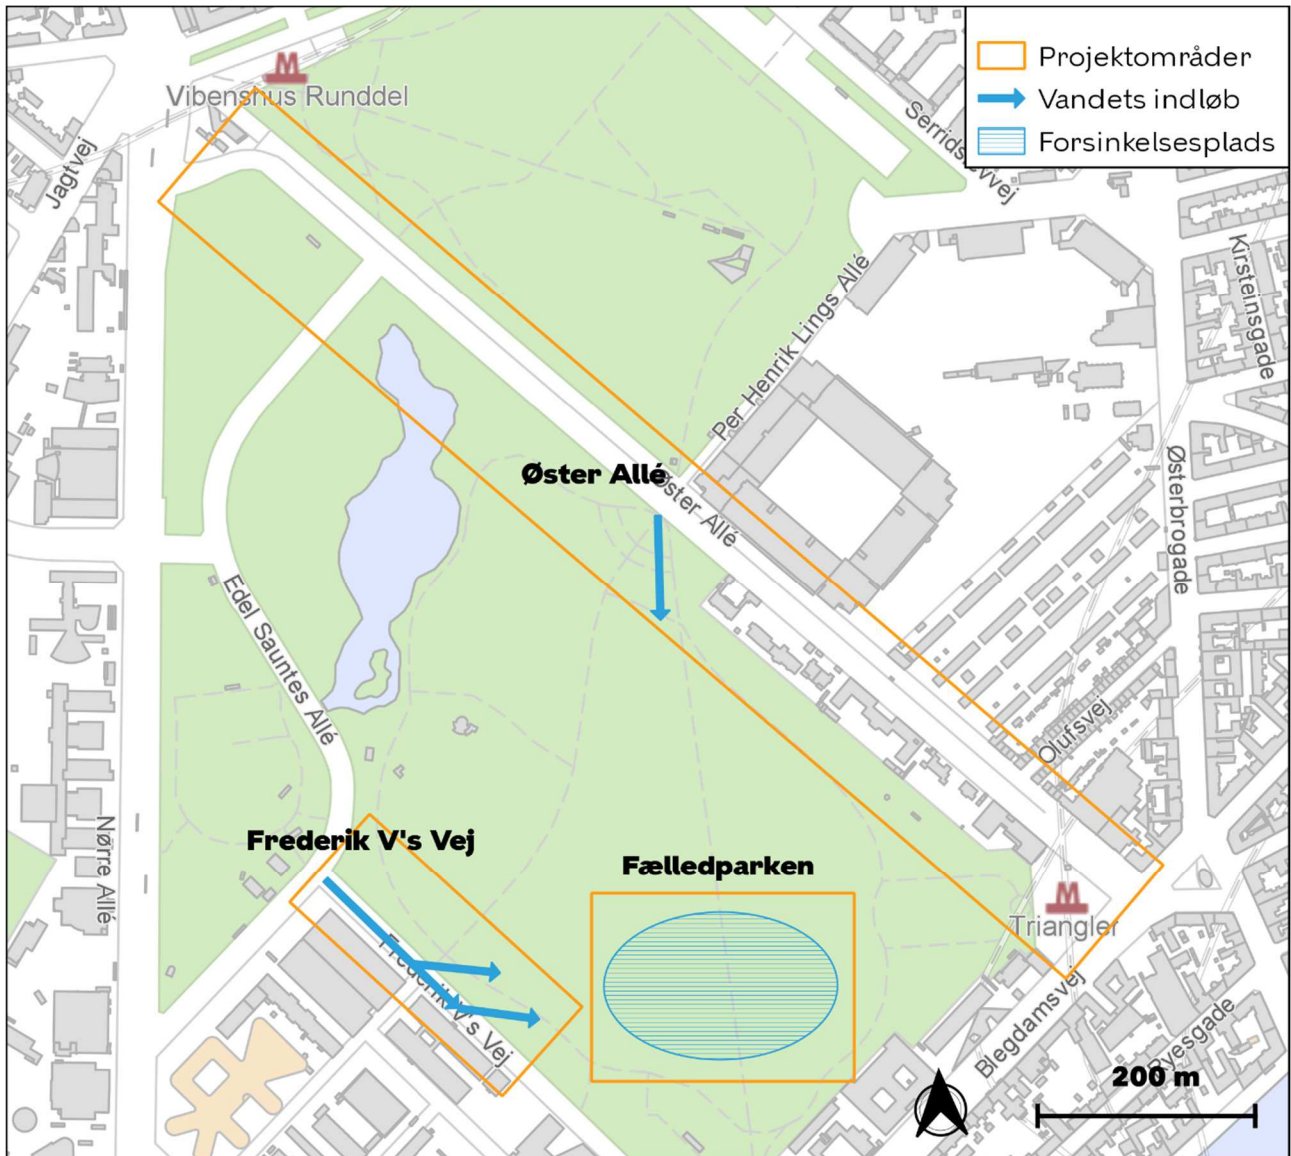 Projektområder
Vandets indløb
Forsinkelsesplads
M
Vibenshus Runddel
Jagtvej
Serridslevvej
Kirsteinsgade
Per Henrik Lings Allé
Øster Allé
Øster Allé
Østerbrogade
Edel Sauntes Allé
Olufsvej
Nørre Allé
Frederik V's Vej
Fælledparken
M
Triangle
Frederik V's Vej
Blegdamsvej
Ryesgade
200 m